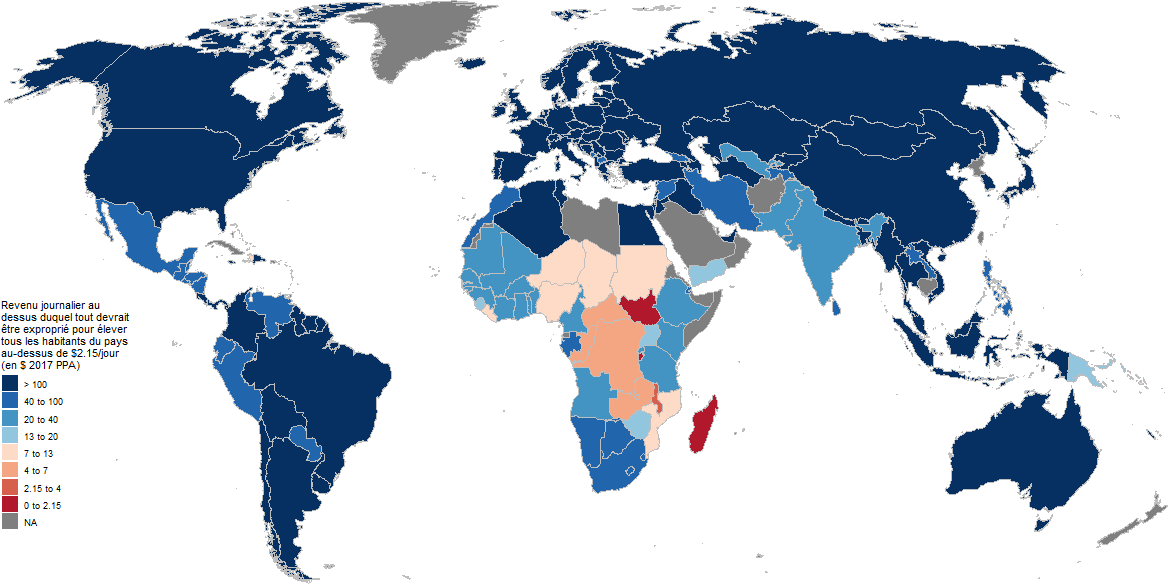 Revenu journalier au
dessus duquel tout devrait
être exproprié pour élever
tous les habitants du pays
au-dessus de $2.15/jour
(en $ 2017 PPA)
> 100
40 to 100
20 to 40
13 to 20
7 to 13
4 to 7
2.15 to 4
0 to 2.15
NA